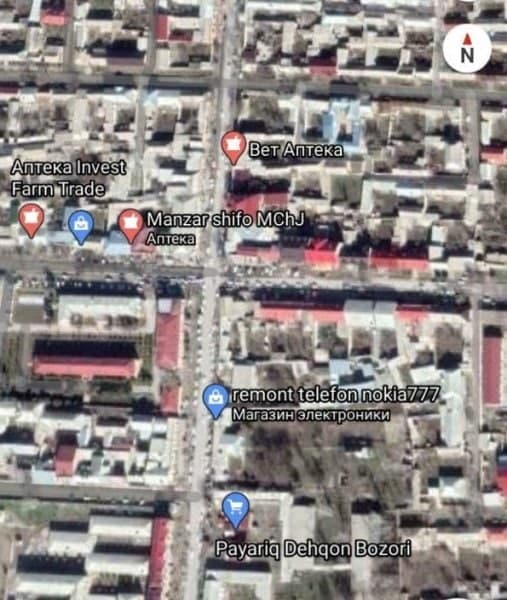 N
Вет Аптека
Аптека Invest
Farm Trade
Manzar shifo MChJ
Аптека
remont telefon nokia777
Магазин электроники
Payariq Dehqon Bozori